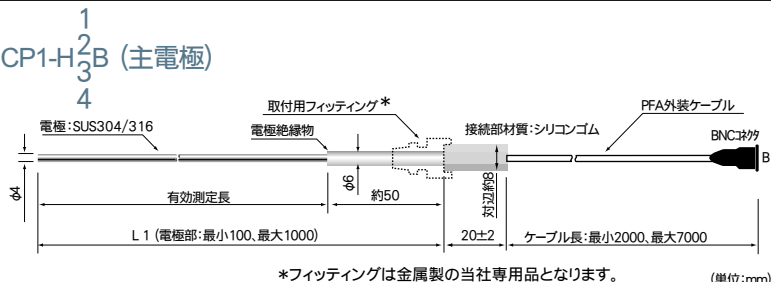 CP1-H1234B (主電極)
取付用フィッティング*
PFA外装ケーブル
電極:SUS304/316
電極絶縁物
接続部材質:シリコンゴム
BNCコネクタ
B
φ4
有効測定長
φ6
約50
対辺約8
L 1 (電極部:最小100、最大1000)
20±2
ケーブル長:最小2000、最大7000
*フィッティングは金属製の当社専用品となります。
(単位:mm)